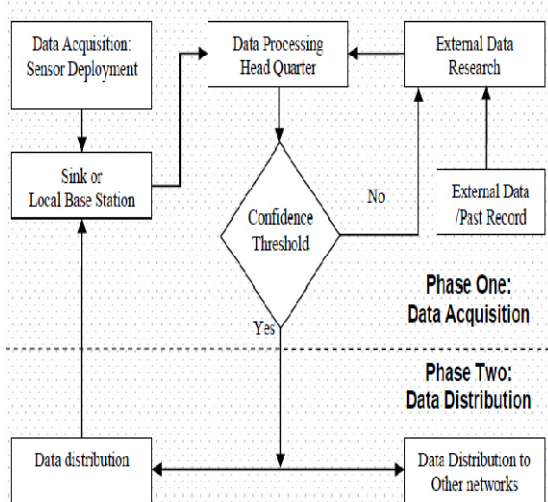 Data Acquisition:
Sensor Deployment
Data Processing
Head Quarter
External Data
Research
Sink or
Local Base Station
Confidence
Threshold
No
External Data
/Past Record
Yes
Phase One:
Data Acquisition
Phase Two:
Data Distribution
Data distribution
Data Distribution to
Other networks